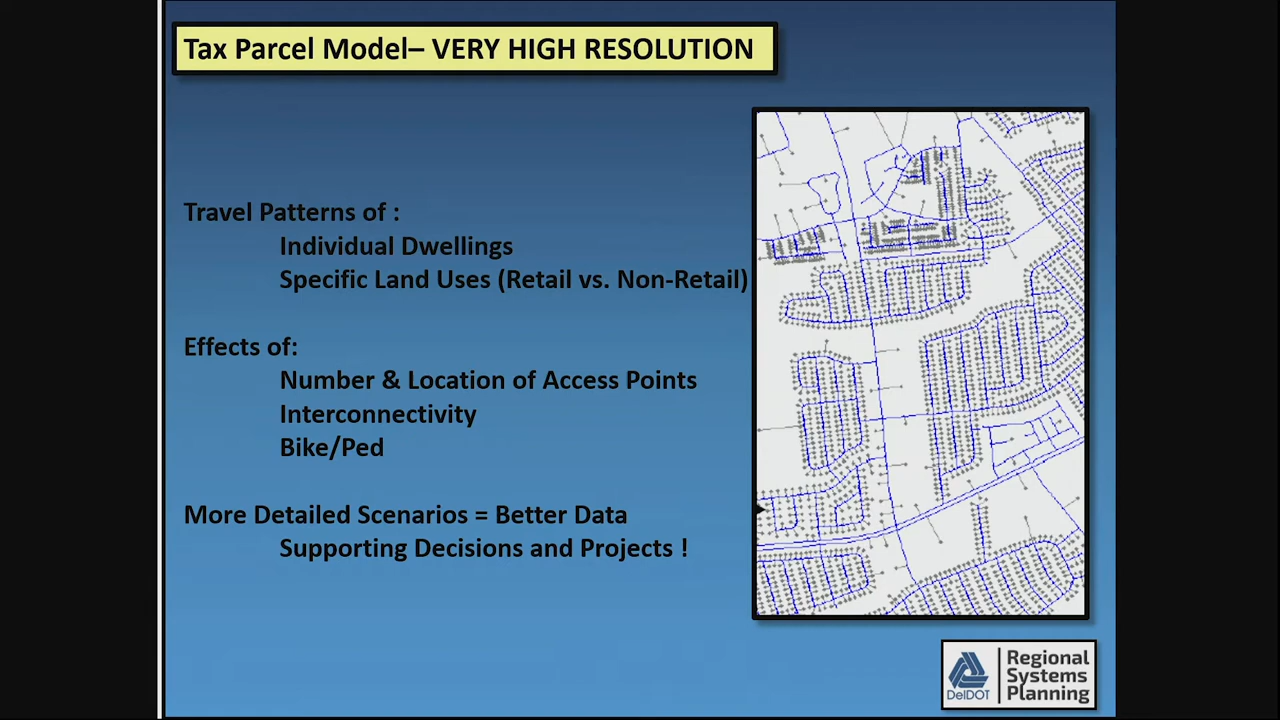 Tax Parcel Model– VERY HIGH RESOLUTION
Travel Patterns of :
Individual Dwellings
Specific Land Uses (Retail vs. Non-Retail)
Effects of:
Number & Location of Access Points
Interconnectivity
Bike/Ped
More Detailed Scenarios = Better Data
Supporting Decisions and Projects !
DelDOT
Regional
Systems
Planning